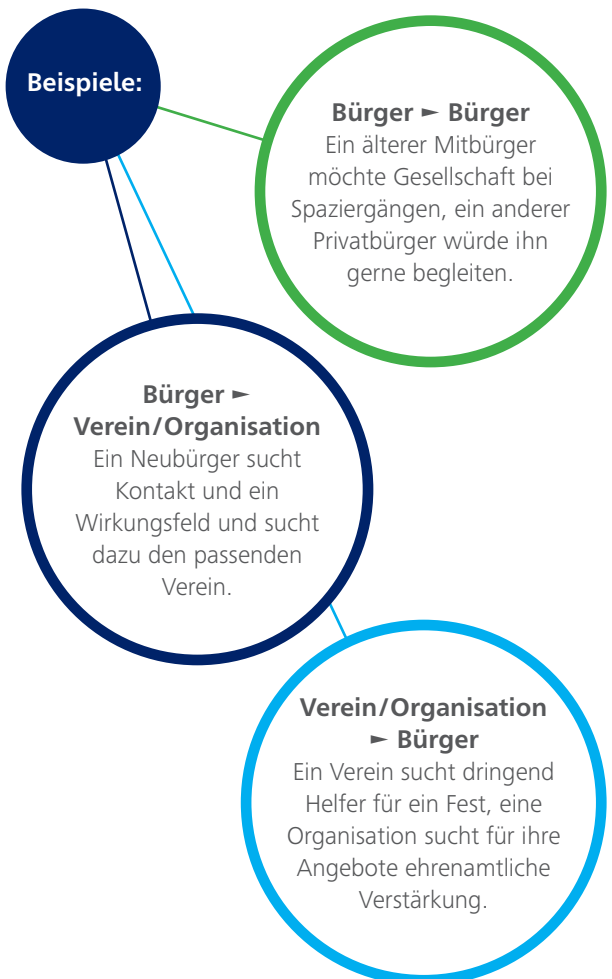 Beispiele:
Bürger ► Bürger
Ein älterer Mitbürger
möchte Gesellschaft bei
Spaziergängen, ein anderer
Privatbürger würde ihn
gerne begleiten.
Bürger ►
Verein/Organisation
Ein Neubürger sucht
Kontakt und ein
Wirkungsfeld und sucht
dazu den passenden
Verein.
Verein/Organisation
► Bürger
Ein Verein sucht dringend
Helfer für ein Fest, eine
Organisation sucht für ihre
Angebote ehrenamtliche
Verstärkung.